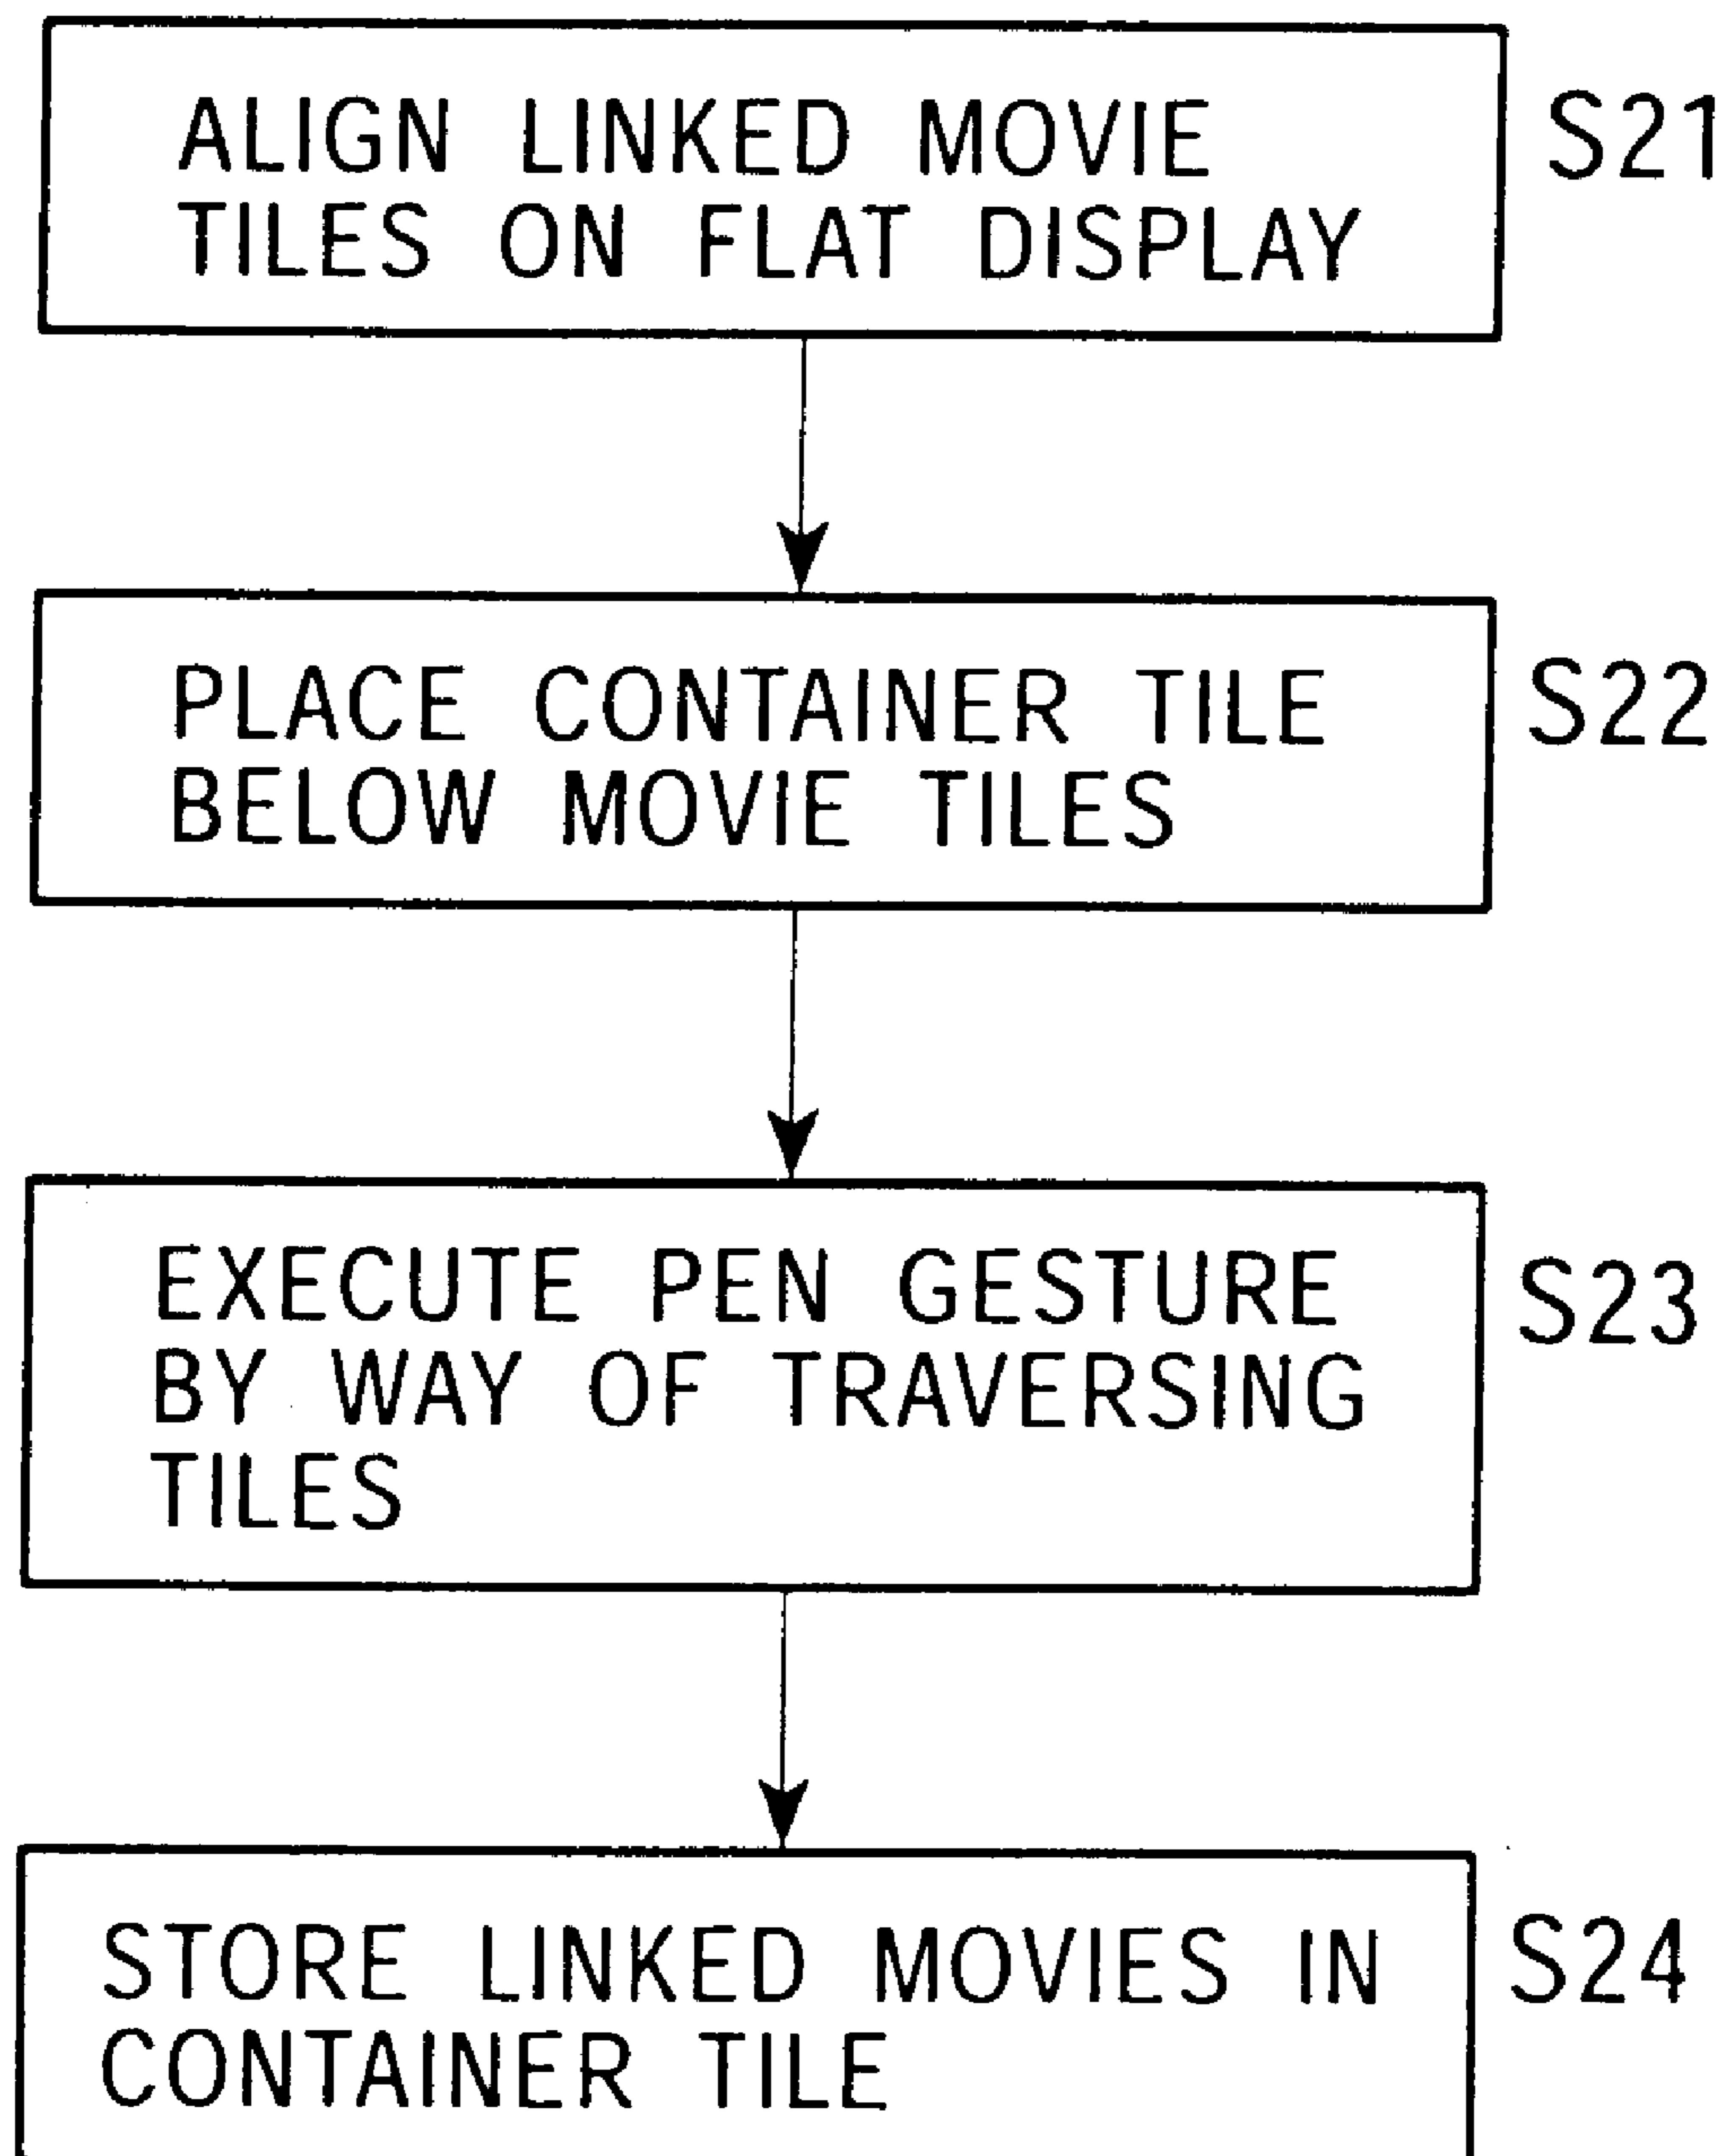 ALIGN LINKED MOVIE
TILES ON FLAT DISPLAY
S21
PLACE CONTAINER TILE
BELOW MOVIE TILES
S22
EXECUTE PEN GESTURE
BY WAY OF TRAVERSING
TILES
S23
STORE LINKED MOVIES IN
CONTAINER TILE
S24